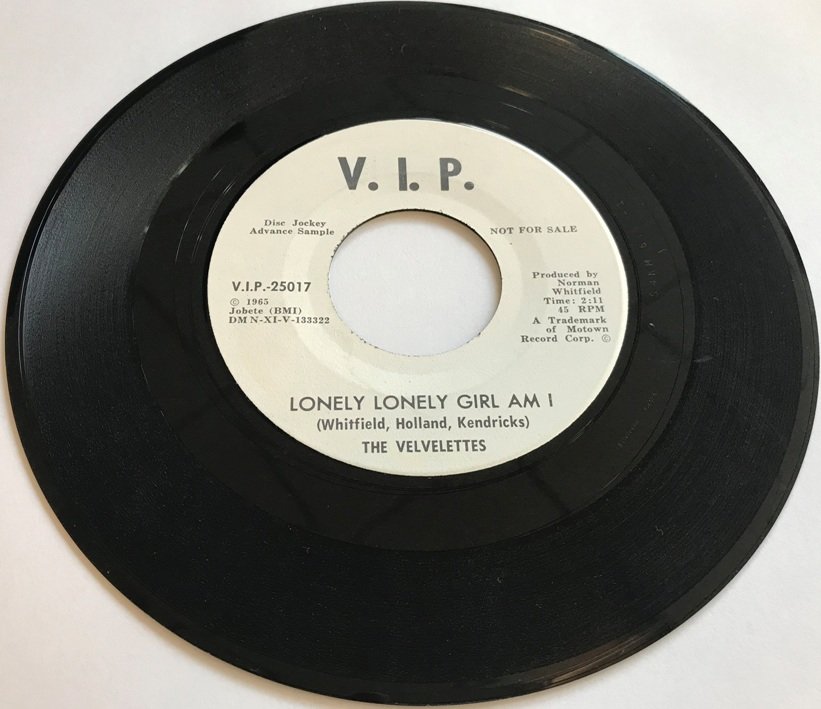 V. I. P.
Disc Jockey
Advance Sample
NOT FOR SALE
V.I.P.-25017
© 1965
Jobete (BMI)
DM N-XI-V-133322
Produced by
Norman
Whitfield
Time: 2:11
45 RPM
A Trademark
of Motown
Record Corp. ©
LONELY LONELY GIRL AM I
(Whitfield, Holland, Kendricks)
THE VELVELETTES